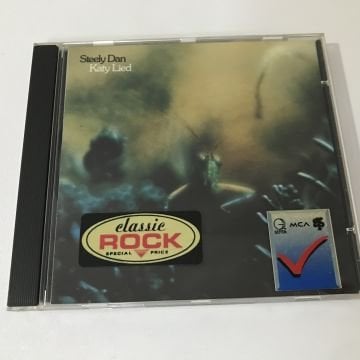 Steely Dan
Katy Lied
classic
ROCK
SPECIAL PRICE
MCA